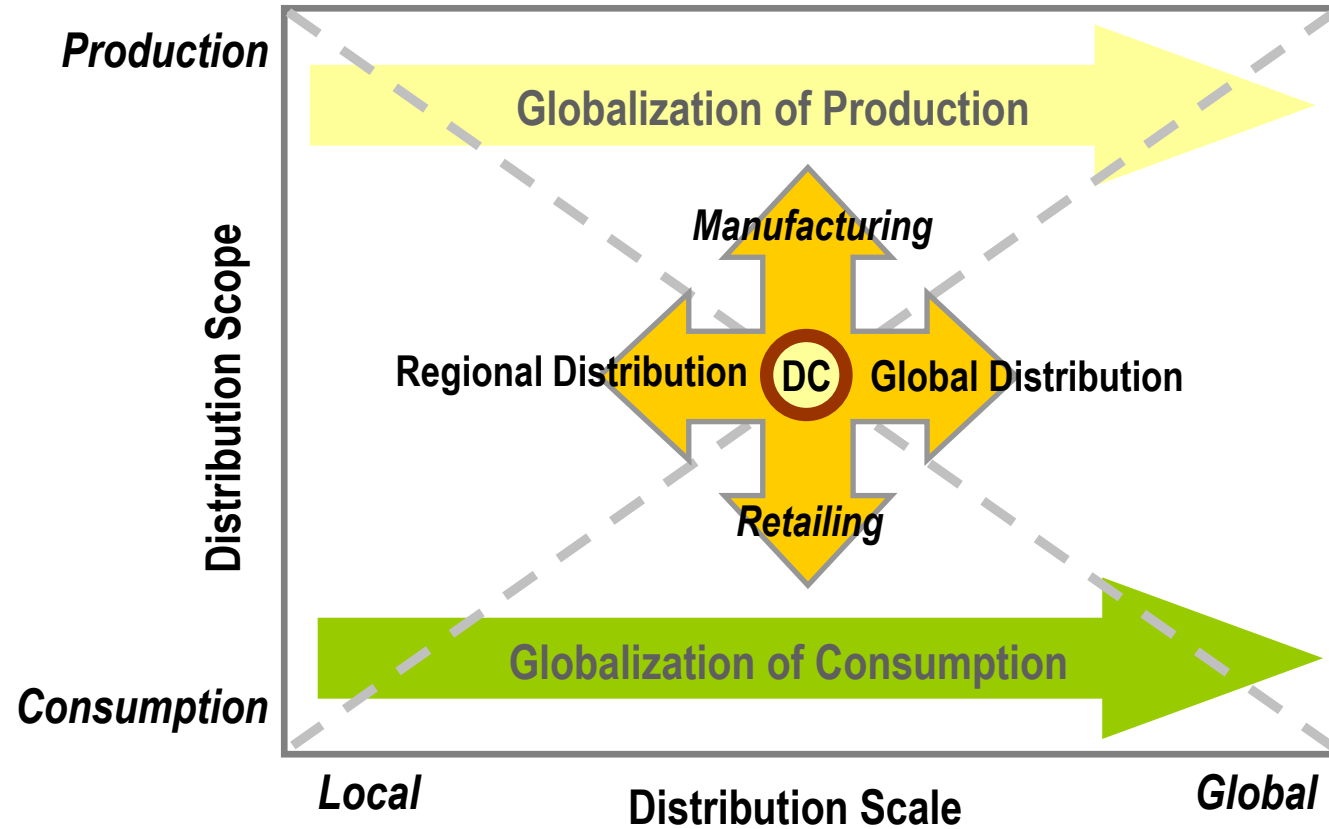 Production
Globalization of Production
Manufacturing
Distribution Scope
Regional Distribution
DC
Global Distribution
Retailing
Globalization of Consumption
Consumption
Local
Distribution Scale
Global